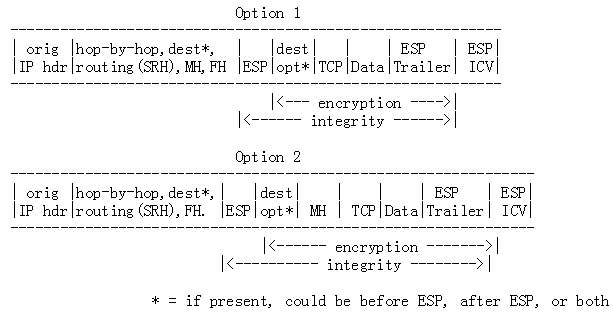 Option 1
---------------------------------------------------------
| orig |hop-by-hop,dest*, |   |dest|   |    | ESP     | ESP|
|IP hdr|routing(SRH),MH,FH |ESP|opt*|TCP|Data|Trailer| ICV|
---------------------------------------------------------
|<--- encryption ---->|
|<------ integrity ------>|
Option 2
-------------------------------------------------------------
| orig |hop-by-hop,dest*,|   |dest|    |    |    | ESP   | ESP|
|IP hdr|routing(SRH),FH. |ESP|opt*| MH | TCP|Data|Trailer| ICV|
-------------------------------------------------------------
|<------ encryption ------->|
|<---------- integrity -------->|
* = if present, could be before ESP, after ESP, or both